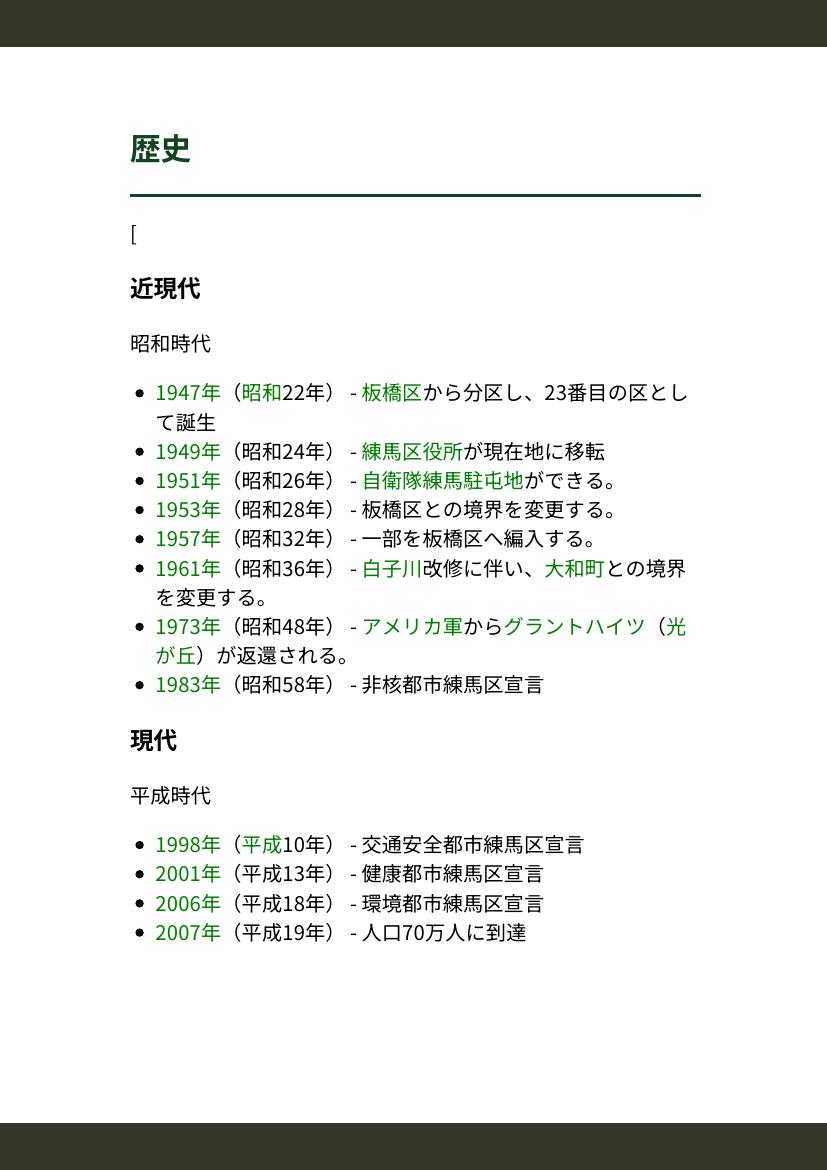 歴史
[
近現代
昭和時代
1947年（昭和22年） - 板橋区から分区し、23番目の区とし
て誕生
1949年（昭和24年） - 練馬区役所が現在地に移転
1951年（昭和26年） - 自衛隊練馬駐屯地ができる。
1953年（昭和28年） - 板橋区との境界を変更する。
1957年（昭和32年） - 一部を板橋区へ編入する。
1961年（昭和36年） - 白子川改修に伴い、大和町との境界
を変更する。
1973年（昭和48年） - アメリカ軍からグラントハイツ（光
が丘）が返還される。
1983年（昭和58年） - 非核都市練馬区宣言
現代
平成時代
1998年（平成10年） - 交通安全都市練馬区宣言
2001年（平成13年） - 健康都市練馬区宣言
2006年（平成18年） - 環境都市練馬区宣言
2007年（平成19年） - 人口70万人に到達